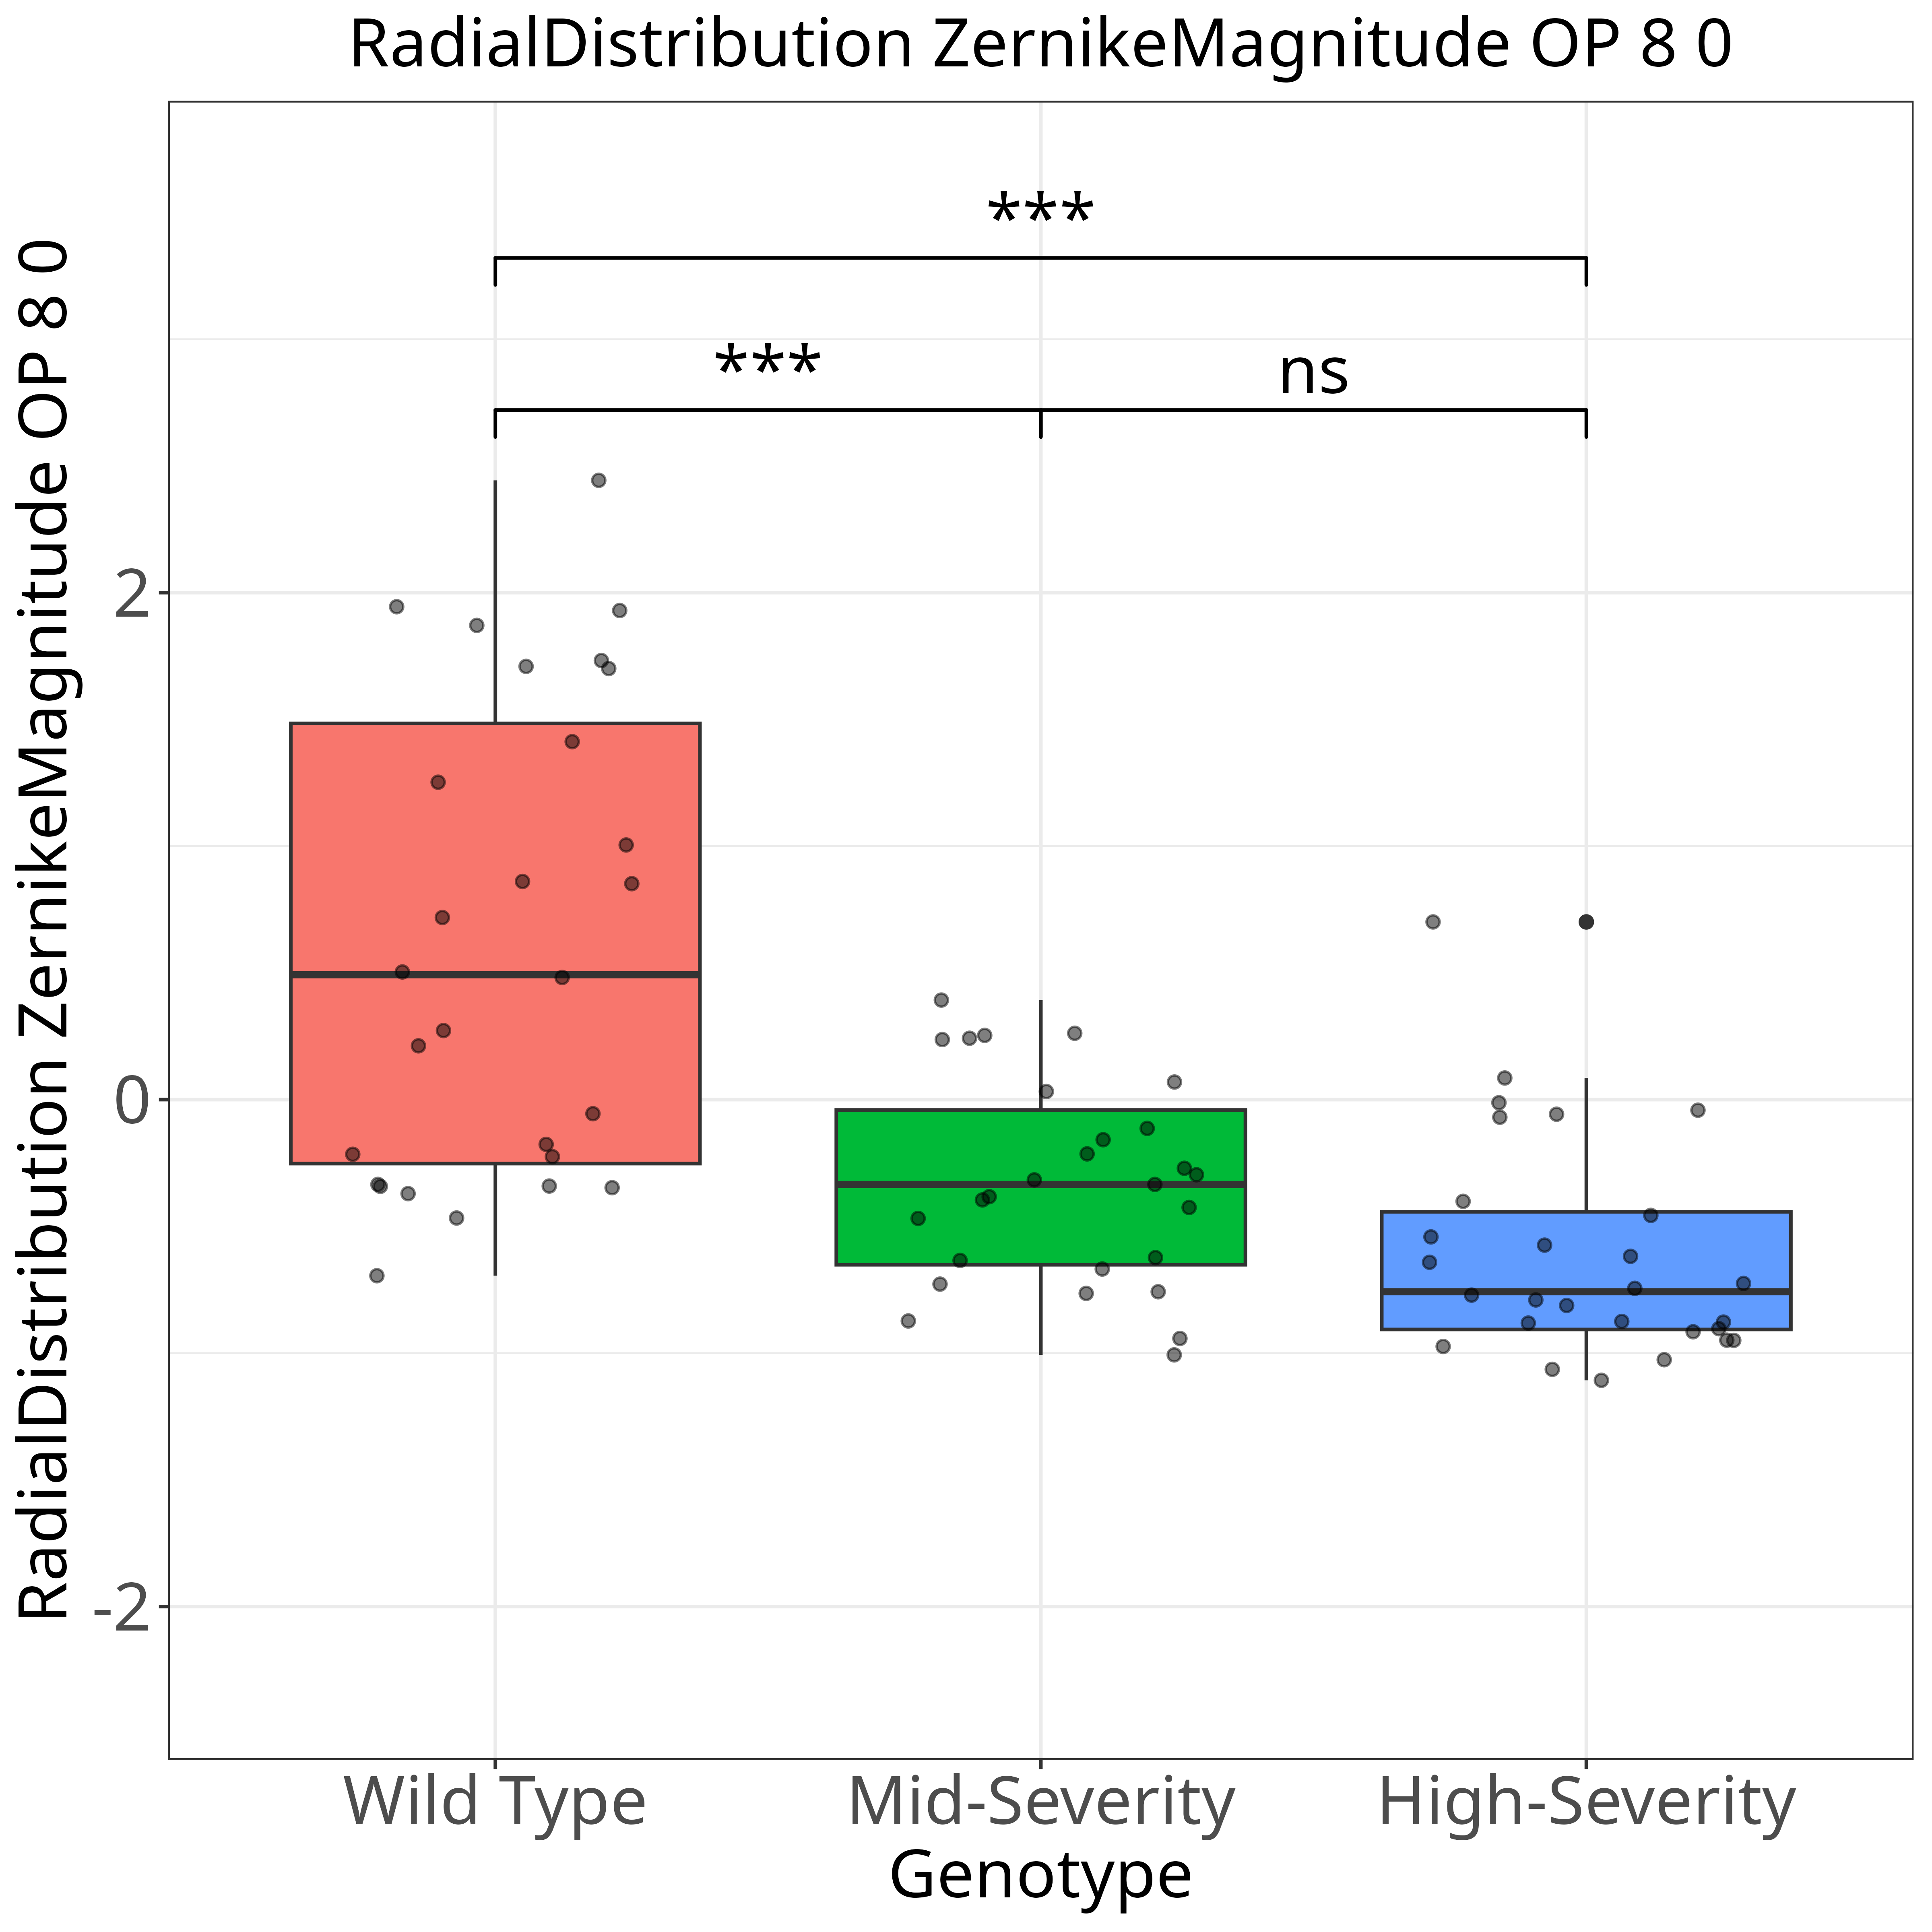 RadialDistribution ZernikeMagnitude OP 8 0
RadialDistribution ZernikeMagnitude OP 8 0
***
***
ns
2
0
-2
Wild Type
Mid-Severity
High-Severity
Genotype